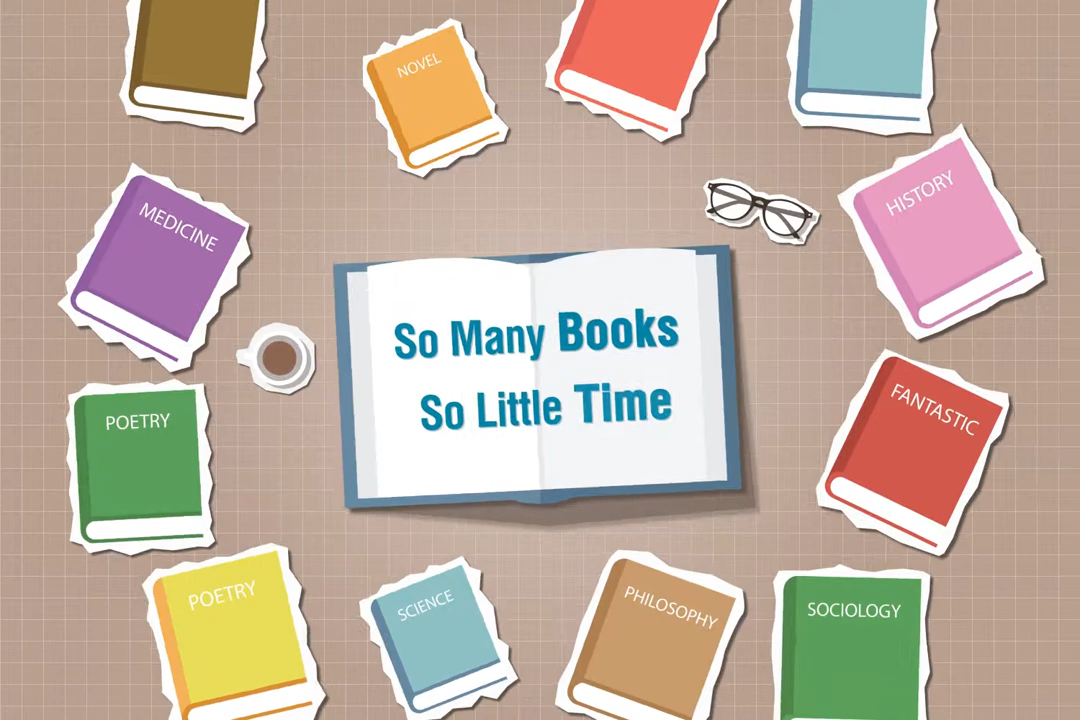 NOVEL
MEDICINE
HISTORY
So Many Books
So Little Time
POETRY
FANTASTIC
POETRY
SCIENCE
PHILOSOPHY
SOCIOLOGY